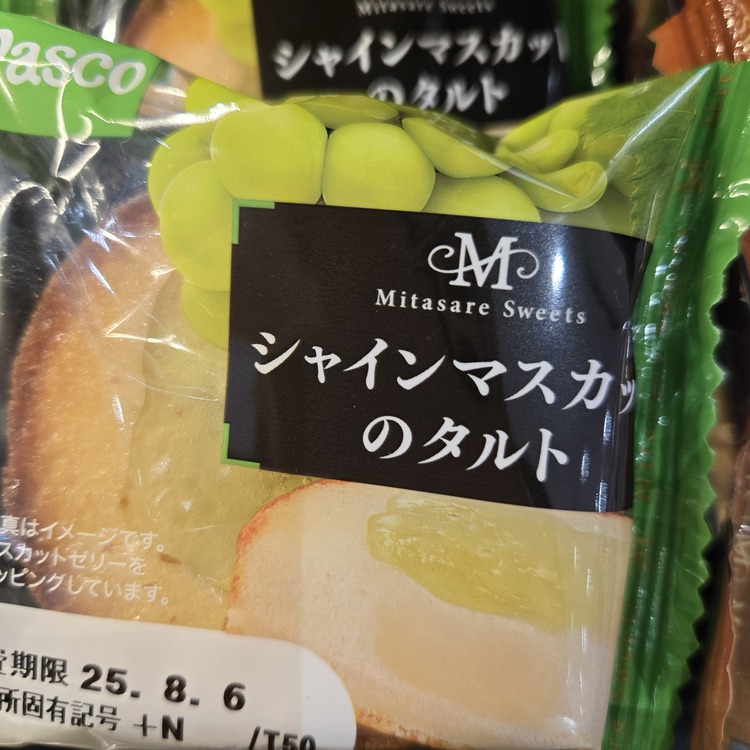 Mitasare Sweets
シャインマスカット
のタルト
Pasco
M
Mitasare Sweets
シャインマスカッ
のタルト
真はイメージです。
スカットゼリーを
ッピングしています。
期限 25. 8. 6
所固有記号 +N /T50